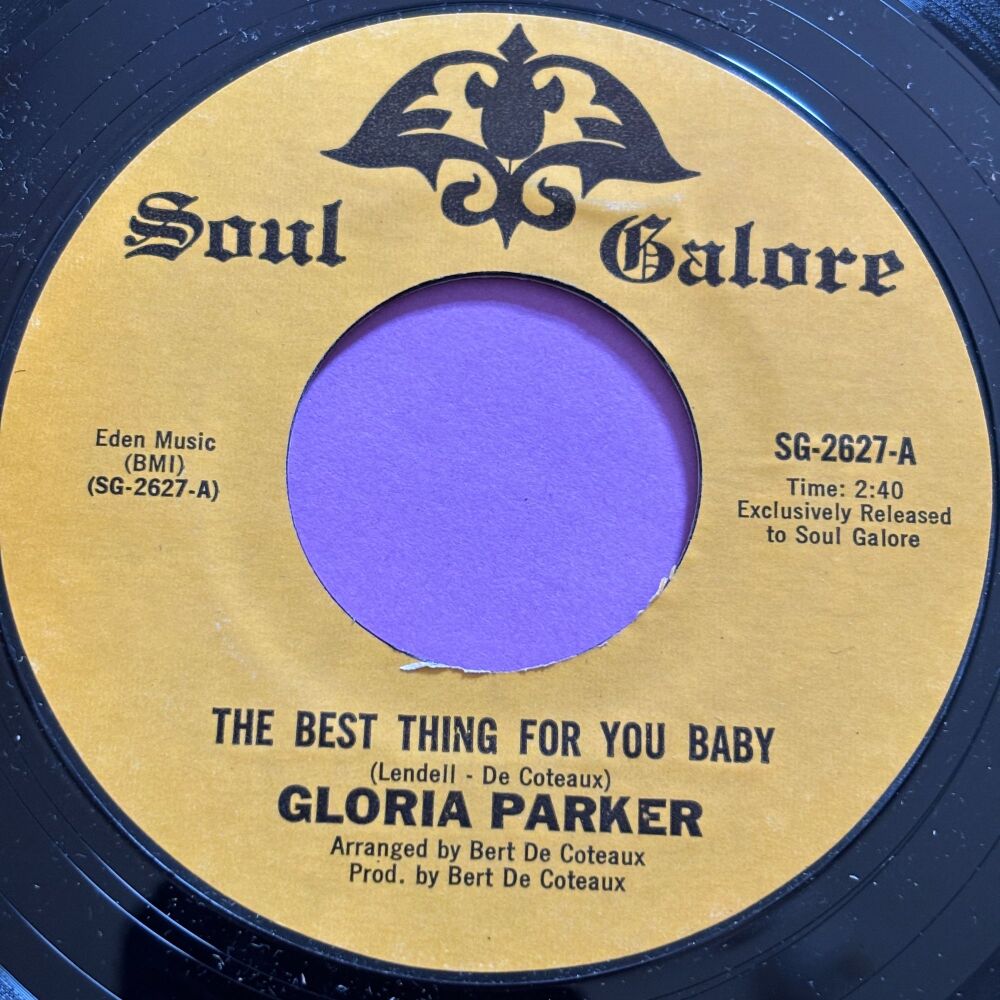 Soul Galore
Eden Music
(BMI)
(SG-2627-A)
SG-2627-A
Time: 2:40
Exclusively Released
to Soul Galore
THE BEST THING FOR YOU BABY
(Lendell - De Coteaux)
GLORIA PARKER
Arranged by Bert De Coteaux
Prod. by Bert De Coteaux